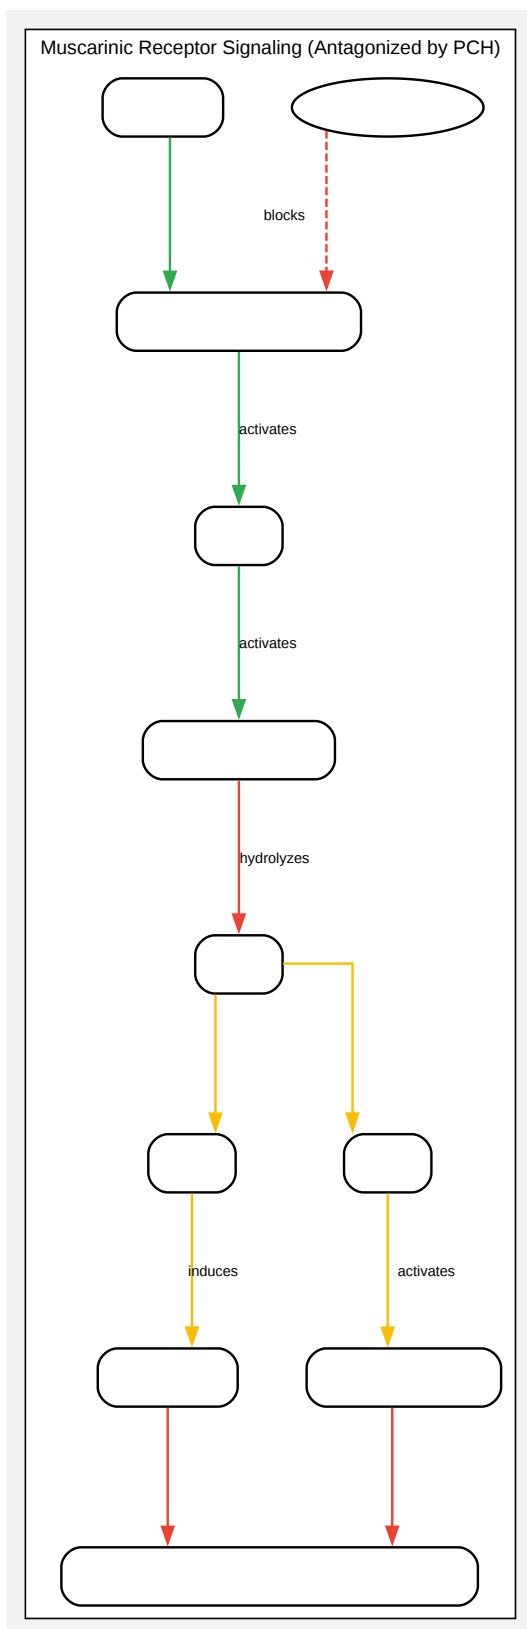 Muscarinic Receptor Signaling (Antagonized by PCH)
blocks
activates
activates
hydrolyzes
induces
activates